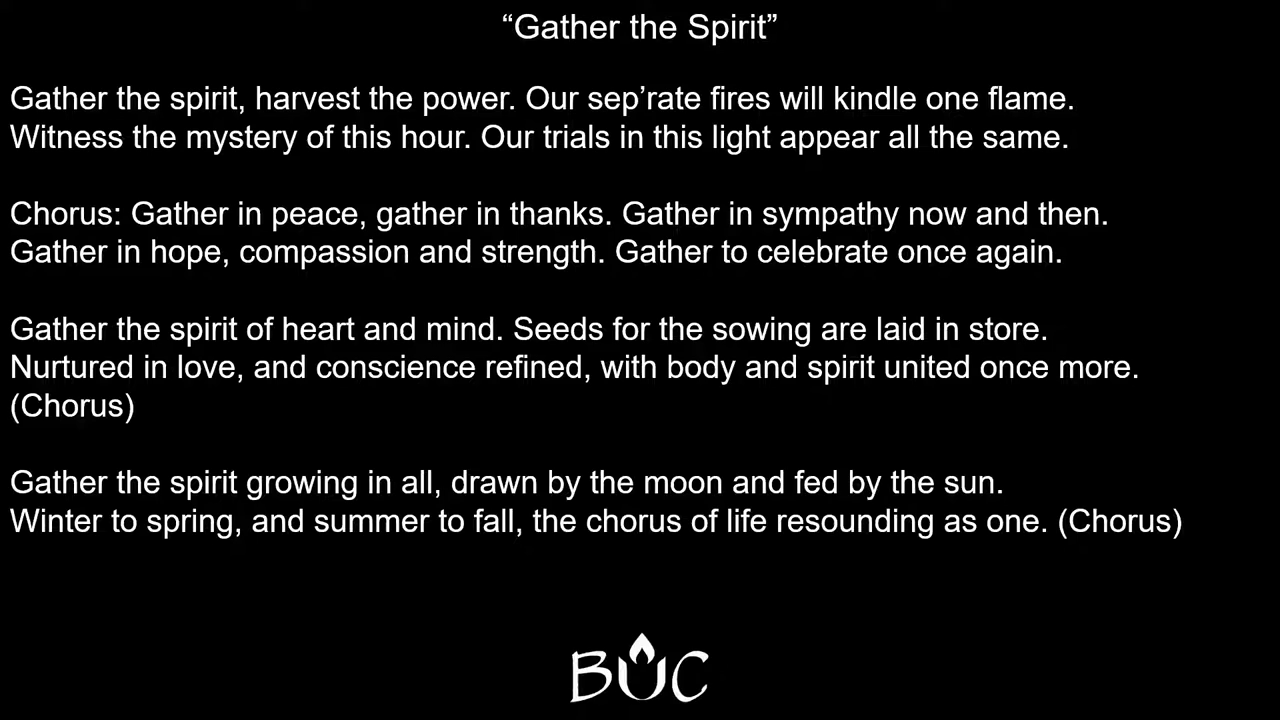 “Gather the Spirit”
Gather the spirit, harvest the power. Our sep’rate fires will kindle one flame.
Witness the mystery of this hour. Our trials in this light appear all the same.
Chorus: Gather in peace, gather in thanks. Gather in sympathy now and then.
Gather in hope, compassion and strength. Gather to celebrate once again.
Gather the spirit of heart and mind. Seeds for the sowing are laid in store.
Nurtured in love, and conscience refined, with body and spirit united once more.
(Chorus)
Gather the spirit growing in all, drawn by the moon and fed by the sun.
Winter to spring, and summer to fall, the chorus of life resounding as one. (Chorus)
BUC